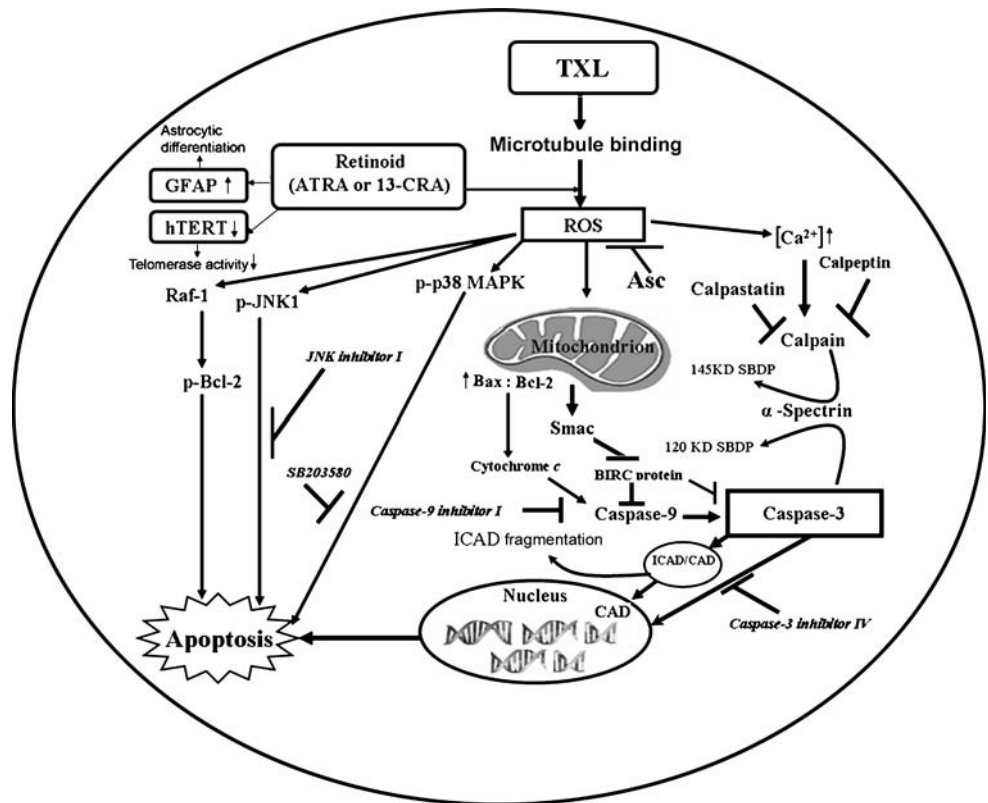 TXL
Microtubule binding
Astrocytic
differentiation
GFAP ↑
Retinoid
(ATRA or 13-CRA)
hTERT↓
Telomerase activity↓
ROS
[Ca²⁺]↑
Calpeptin
Asc
Calpastatin
Raf-1
p-JNK1
p-p38 MAPK
Calpain
Mitochondrion
JNK inhibitor I
p-Bcl-2
↑ Bax : Bcl-2
145KD SBDP
α -Spectrin
Smac
120 KD SBDP
SB203580
Cytochrome c
BIRC protein
Caspase-9 inhibitor I
Caspase-9
Caspase-3
ICAD fragmentation
ICAD/CAD
Nucleus
CAD
Caspase-3 inhibitor IV
Apoptosis